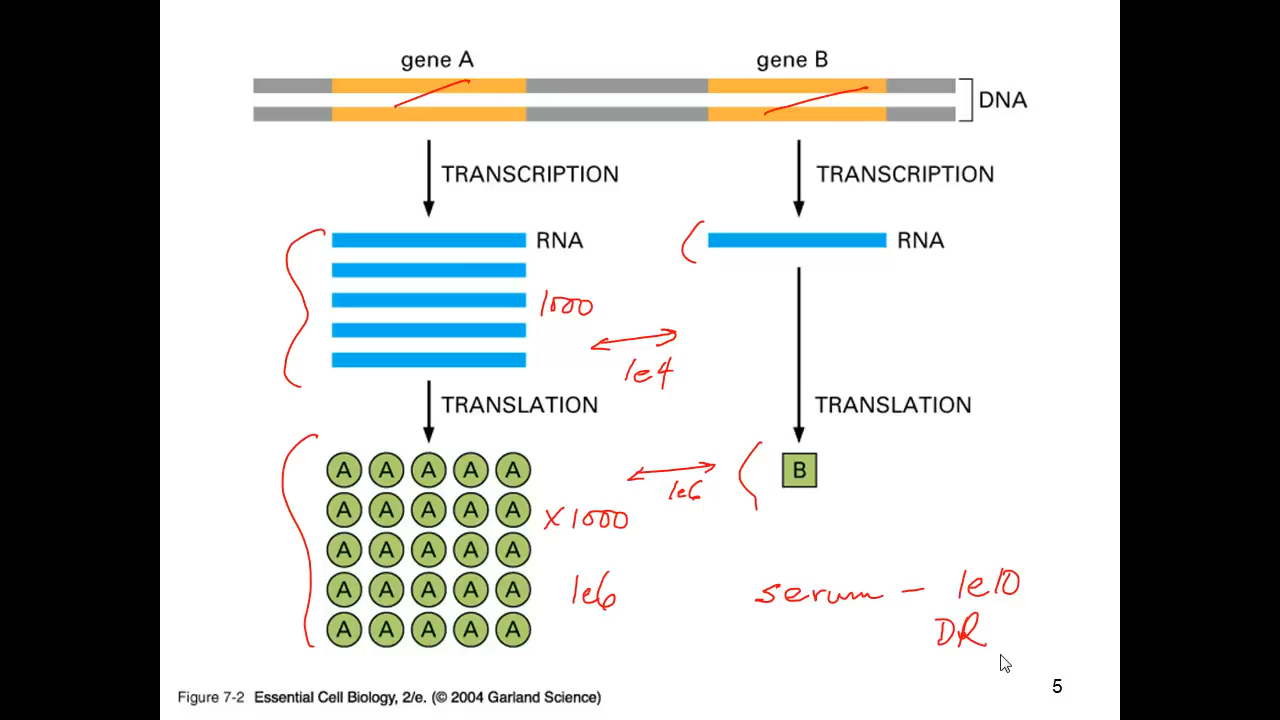 gene A
gene B
DNA
TRANSCRIPTION
TRANSCRIPTION
RNA
RNA
1000
1e4
TRANSLATION
TRANSLATION
A A A A A
B
1e6
A A A A A
X 1000
A A A A A
A A A A A
1e6
serum - 1e10
A A A A A
DR
Figure 7-2 Essential Cell Biology, 2/e. (© 2004 Garland Science)
5